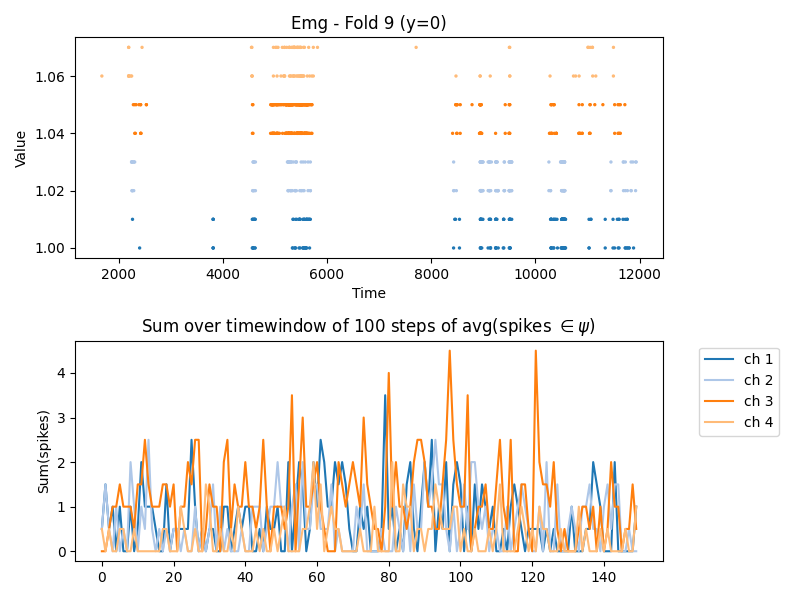 Emg - Fold 9 (y=0)
Value
1.06
1.04
1.02
1.00
2000 4000 6000 8000 10000 12000
Time
Sum over timewindow of 100 steps of avg(spikes ∈ ψ)
Sum(spikes)
4
3
2
1
0
0 20 40 60 80 100 120 140
ch 1
ch 2
ch 3
ch 4